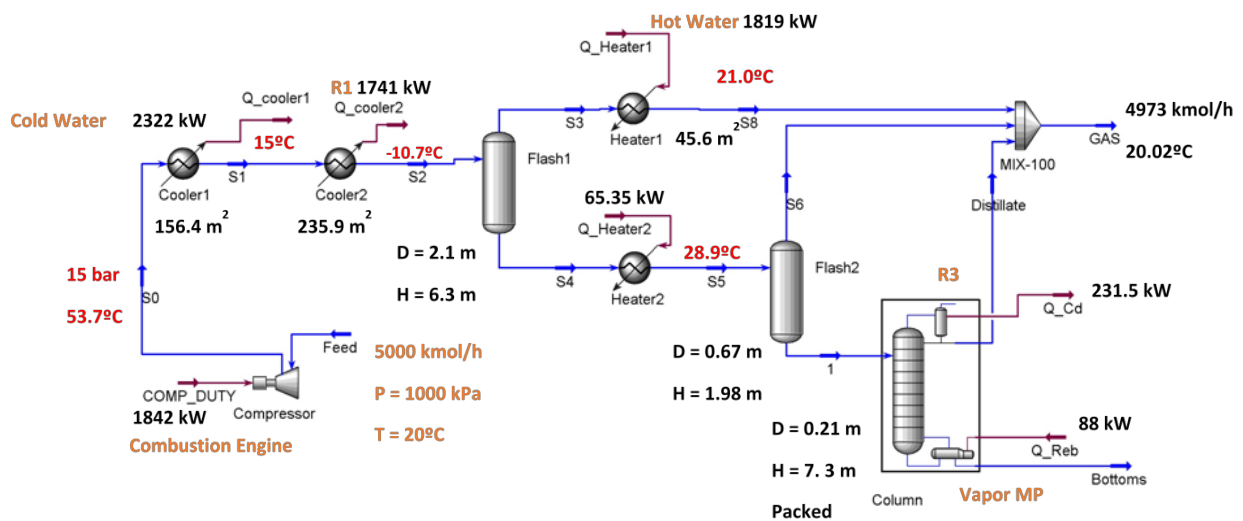 Hot Water 1819 kW
Q_Heater1
R1 1741 kW
21.0ºC
Q_cooler1
Q_cooler2
Cold Water
2322 kW
4973 kmol/h
15ºC
S3
Heater1
S8
GAS
-10.7ºC
Flash1
45.6 m²
MIX-100
20.02ºC
Cooler1
S1
Cooler2
S2
65.35 kW
S6
Distillate
156.4 m²
235.9 m²
Q_Heater2
D = 2.1 m
28.9ºC
Flash2
R3
15 bar
S4
Heater2
S5
H = 6.3 m
231.5 kW
S0
Q_Cd
53.7ºC
Feed
D = 0.67 m
5000 kmol/h
1
COMP_DUTY
Compressor
P = 1000 kPa
H = 1.98 m
1842 kW
88 kW
Combustion Engine
T = 20ºC
D = 0.21 m
Q_Reb
H = 7. 3 m
Bottoms
Column
Vapor MP
Packed